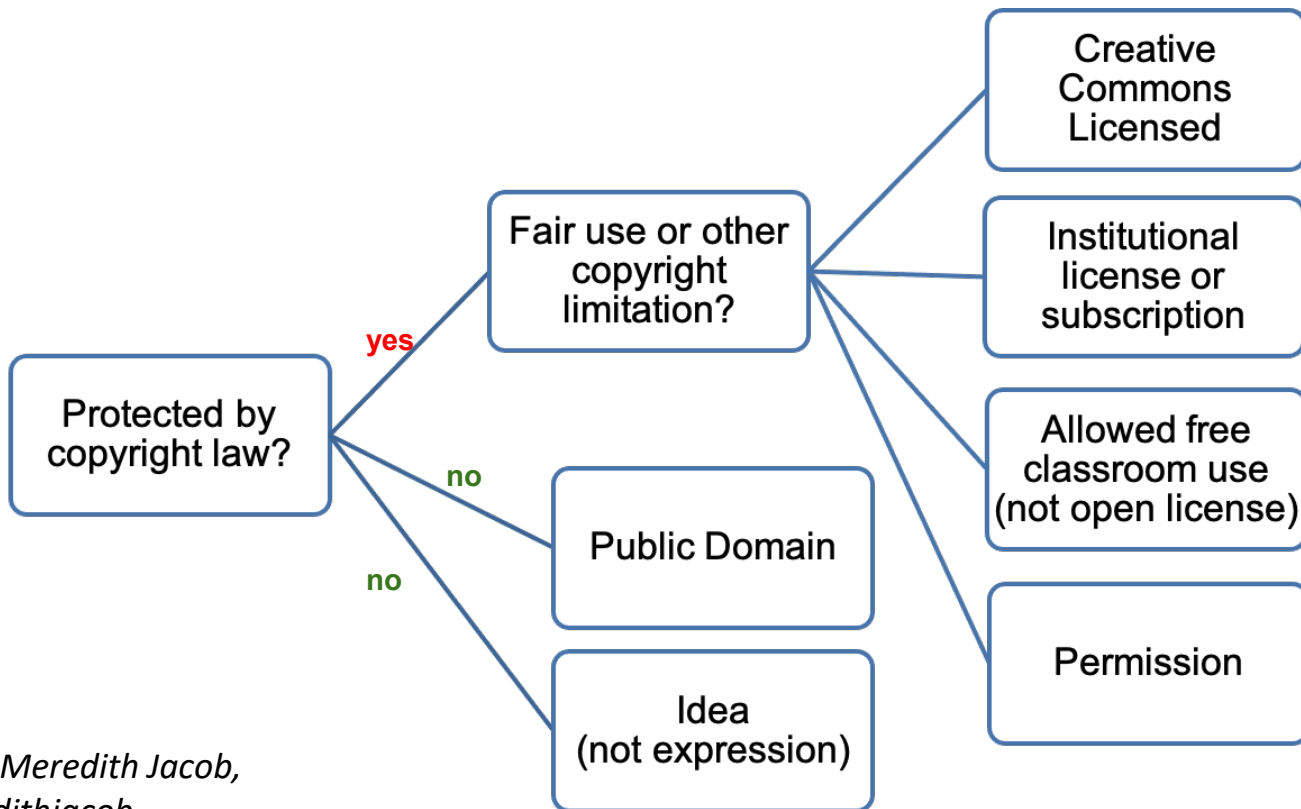 Creative
Commons
Licensed
Fair use or other
copyright
limitation?
Institutional
license or
subscription
yes
Protected by
copyright law?
no
Allowed free
classroom use
(not open license)
Public Domain
no
Permission
Idea
(not expression)
Meredith Jacob,